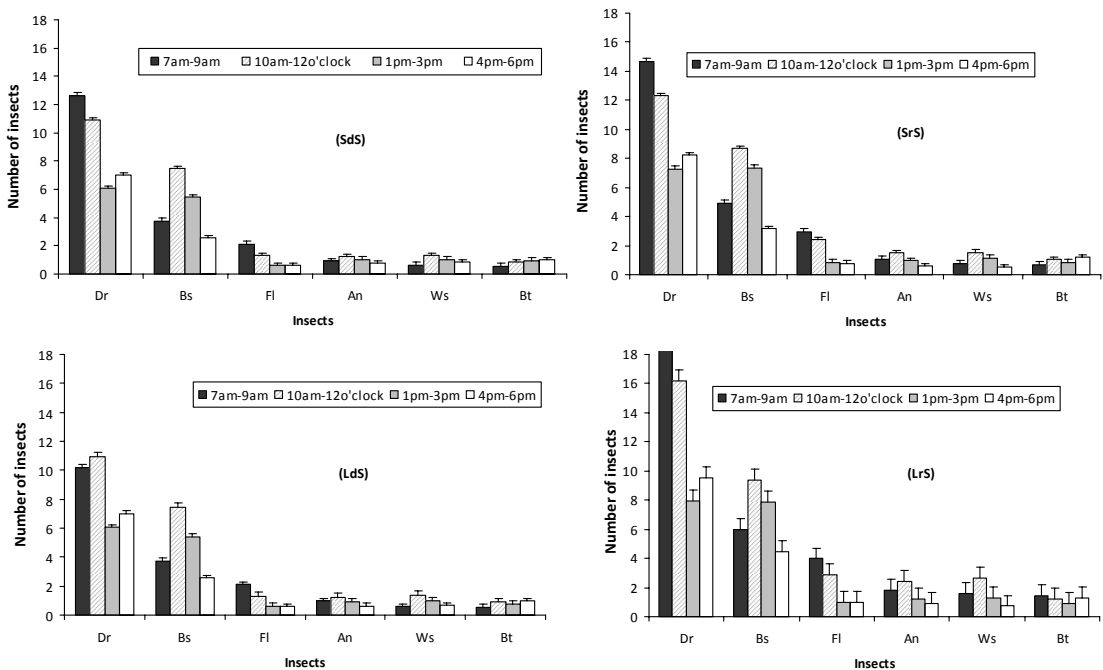 18
16
14
12
10
8
6
4
2
0
Number of insects
7am-9am 10am-12o'clock 1pm-3pm 4pm-6pm
(SdS)
Dr Bs Fl An Ws Bt
Insects
18
16
14
12
10
8
6
4
2
0
Number of insects
7am-9am 10am-12o'clock 1pm-3pm 4pm-6pm
(SrS)
Dr Bs Fl An Ws Bt
Insects
18
16
14
12
10
8
6
4
2
0
Number of insects
7am-9am 10am-12o'clock 1pm-3pm 4pm-6pm
(LdS)
Dr Bs Fl An Ws Bt
Insects
18
16
14
12
10
8
6
4
2
0
Number of insects
7am-9am 10am-12o'clock 1pm-3pm 4pm-6pm
(LrS)
Dr Bs Fl An Ws Bt
Insects